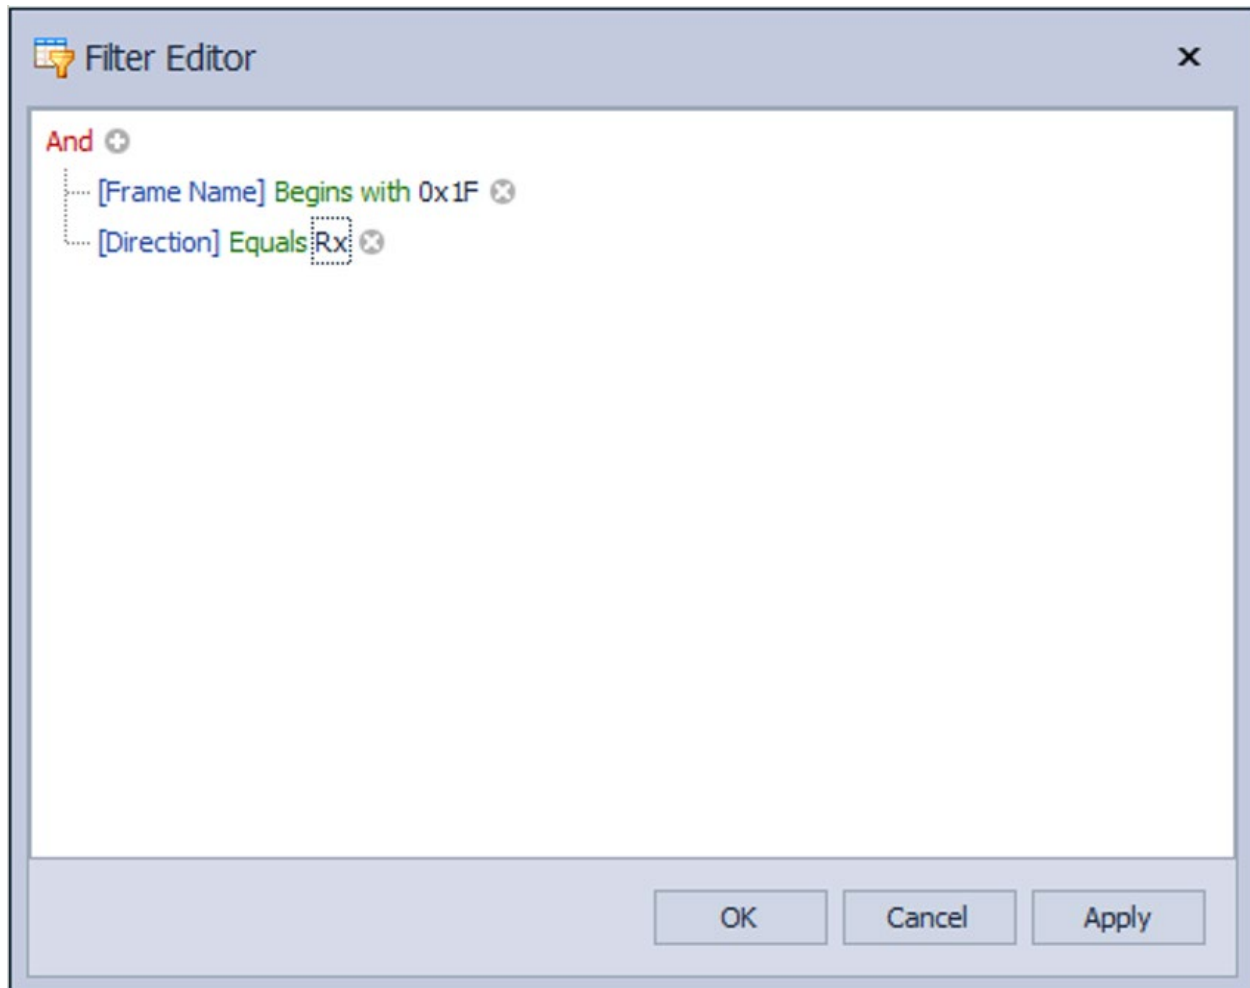 Filter Editor
And
[Frame Name] Begins with 0x1F
[Direction] Equals Rx
OK Cancel Apply